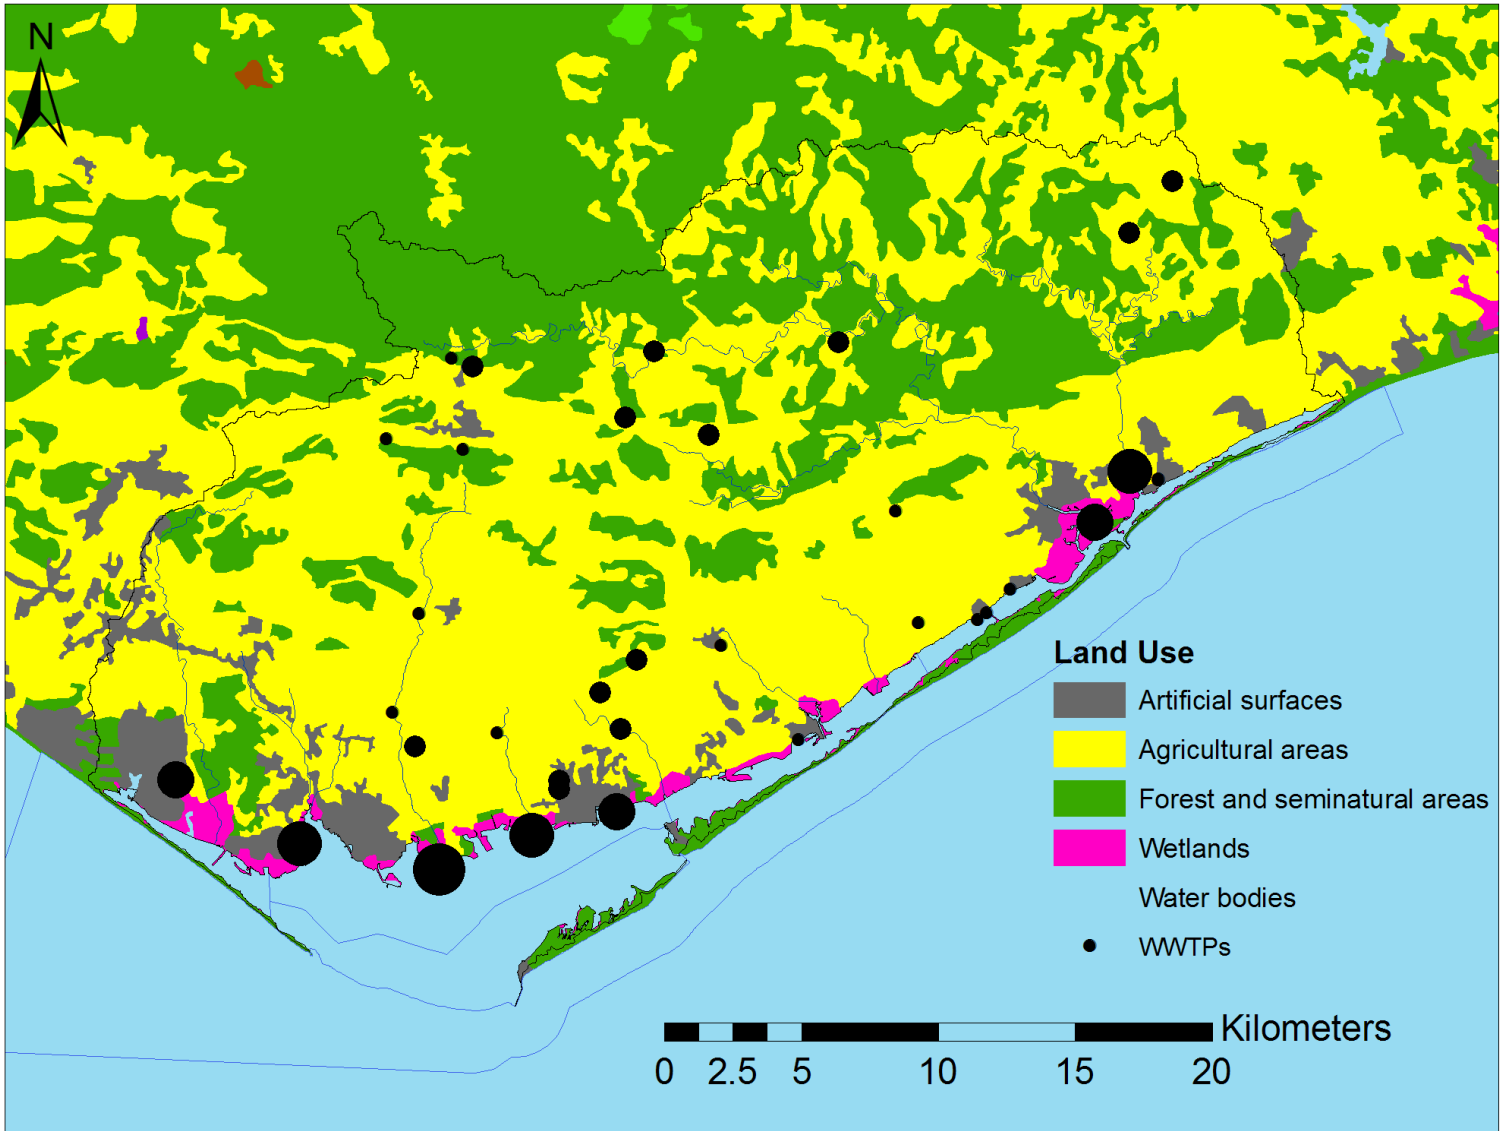 N
Land Use
Artificial surfaces
Agricultural areas
Forest and seminatural areas
Wetlands
Water bodies
WWTPs
Kilometers
0 2.5 5 10 15 20